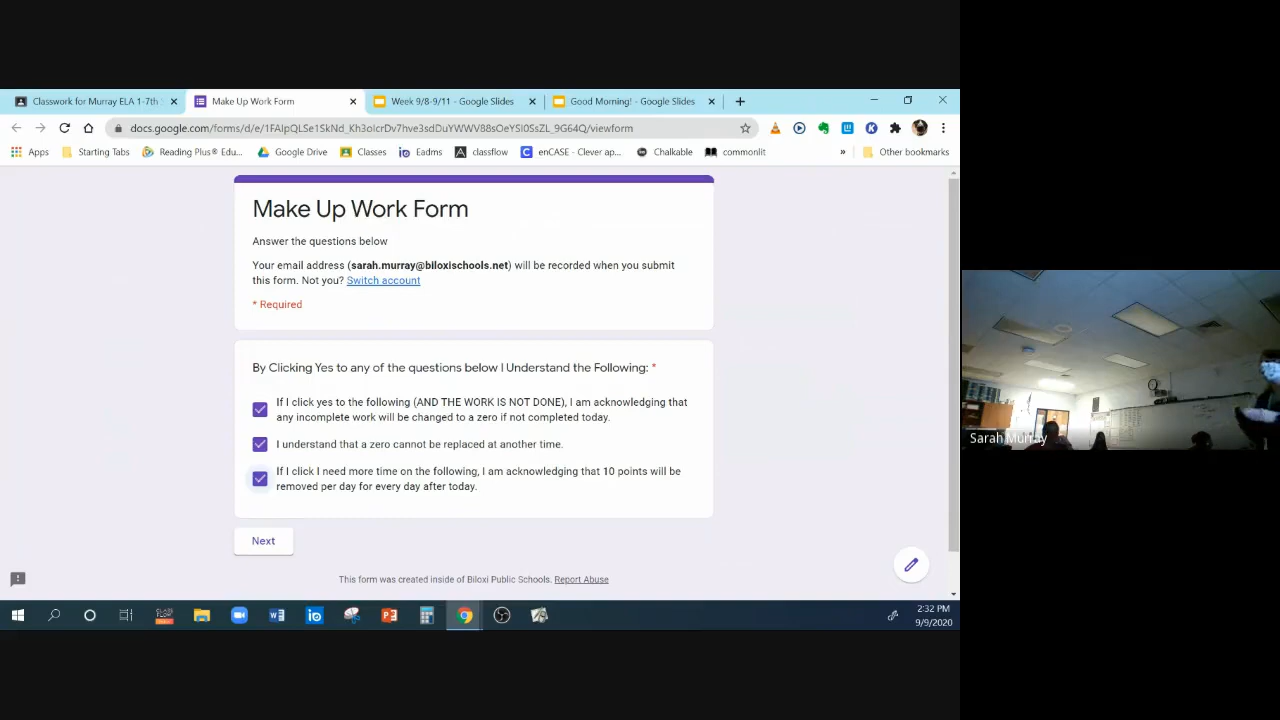 Classwork for Murray ELA 1-7th
Make Up Work Form
Week 9/8-9/11 - Google Slides
Good Morning! - Google Slides
Apps
Starting Tabs
Reading Plus® Edu...
Google Drive
Classes
Eadms
classflow
enCASE - Clever ap...
Chalkable
commonlit
»
Other bookmarks
Make Up Work Form
Answer the questions below
Your email address (sarah.murray@biloxischools.net) will be recorded when you submit
this form. Not you? Switch account
* Required
By Clicking Yes to any of the questions below I Understand the Following: *
If I click yes to the following (AND THE WORK IS NOT DONE), I am acknowledging that
any incomplete work will be changed to a zero if not completed today.
I understand that a zero cannot be replaced at another time.
If I click I need more time on the following, I am acknowledging that 10 points will be
removed per day for every day after today.
Next
This form was created inside of Biloxi Public Schools. Report Abuse
Sarah Murray
2:32 PM
9/9/2020